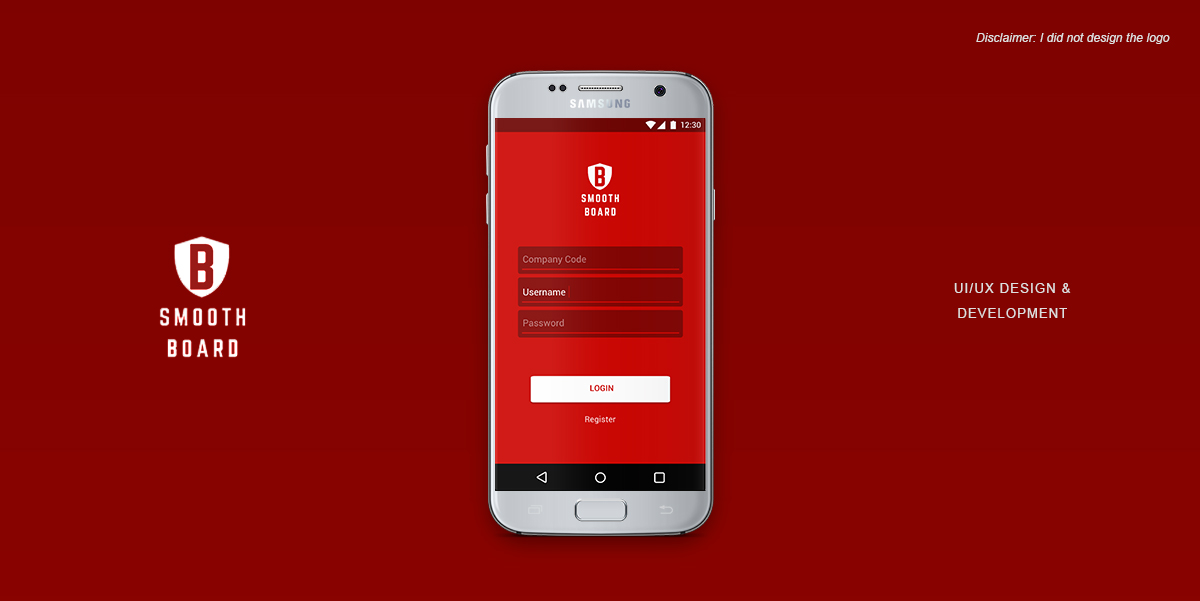 Disclaimer: I did not design the logo
SAMSUNG
12:30
B
SMOOTH
BOARD
Company Code
Username
Password
LOGIN
Register
B
SMOOTH
BOARD
UI/UX DESIGN &
DEVELOPMENT